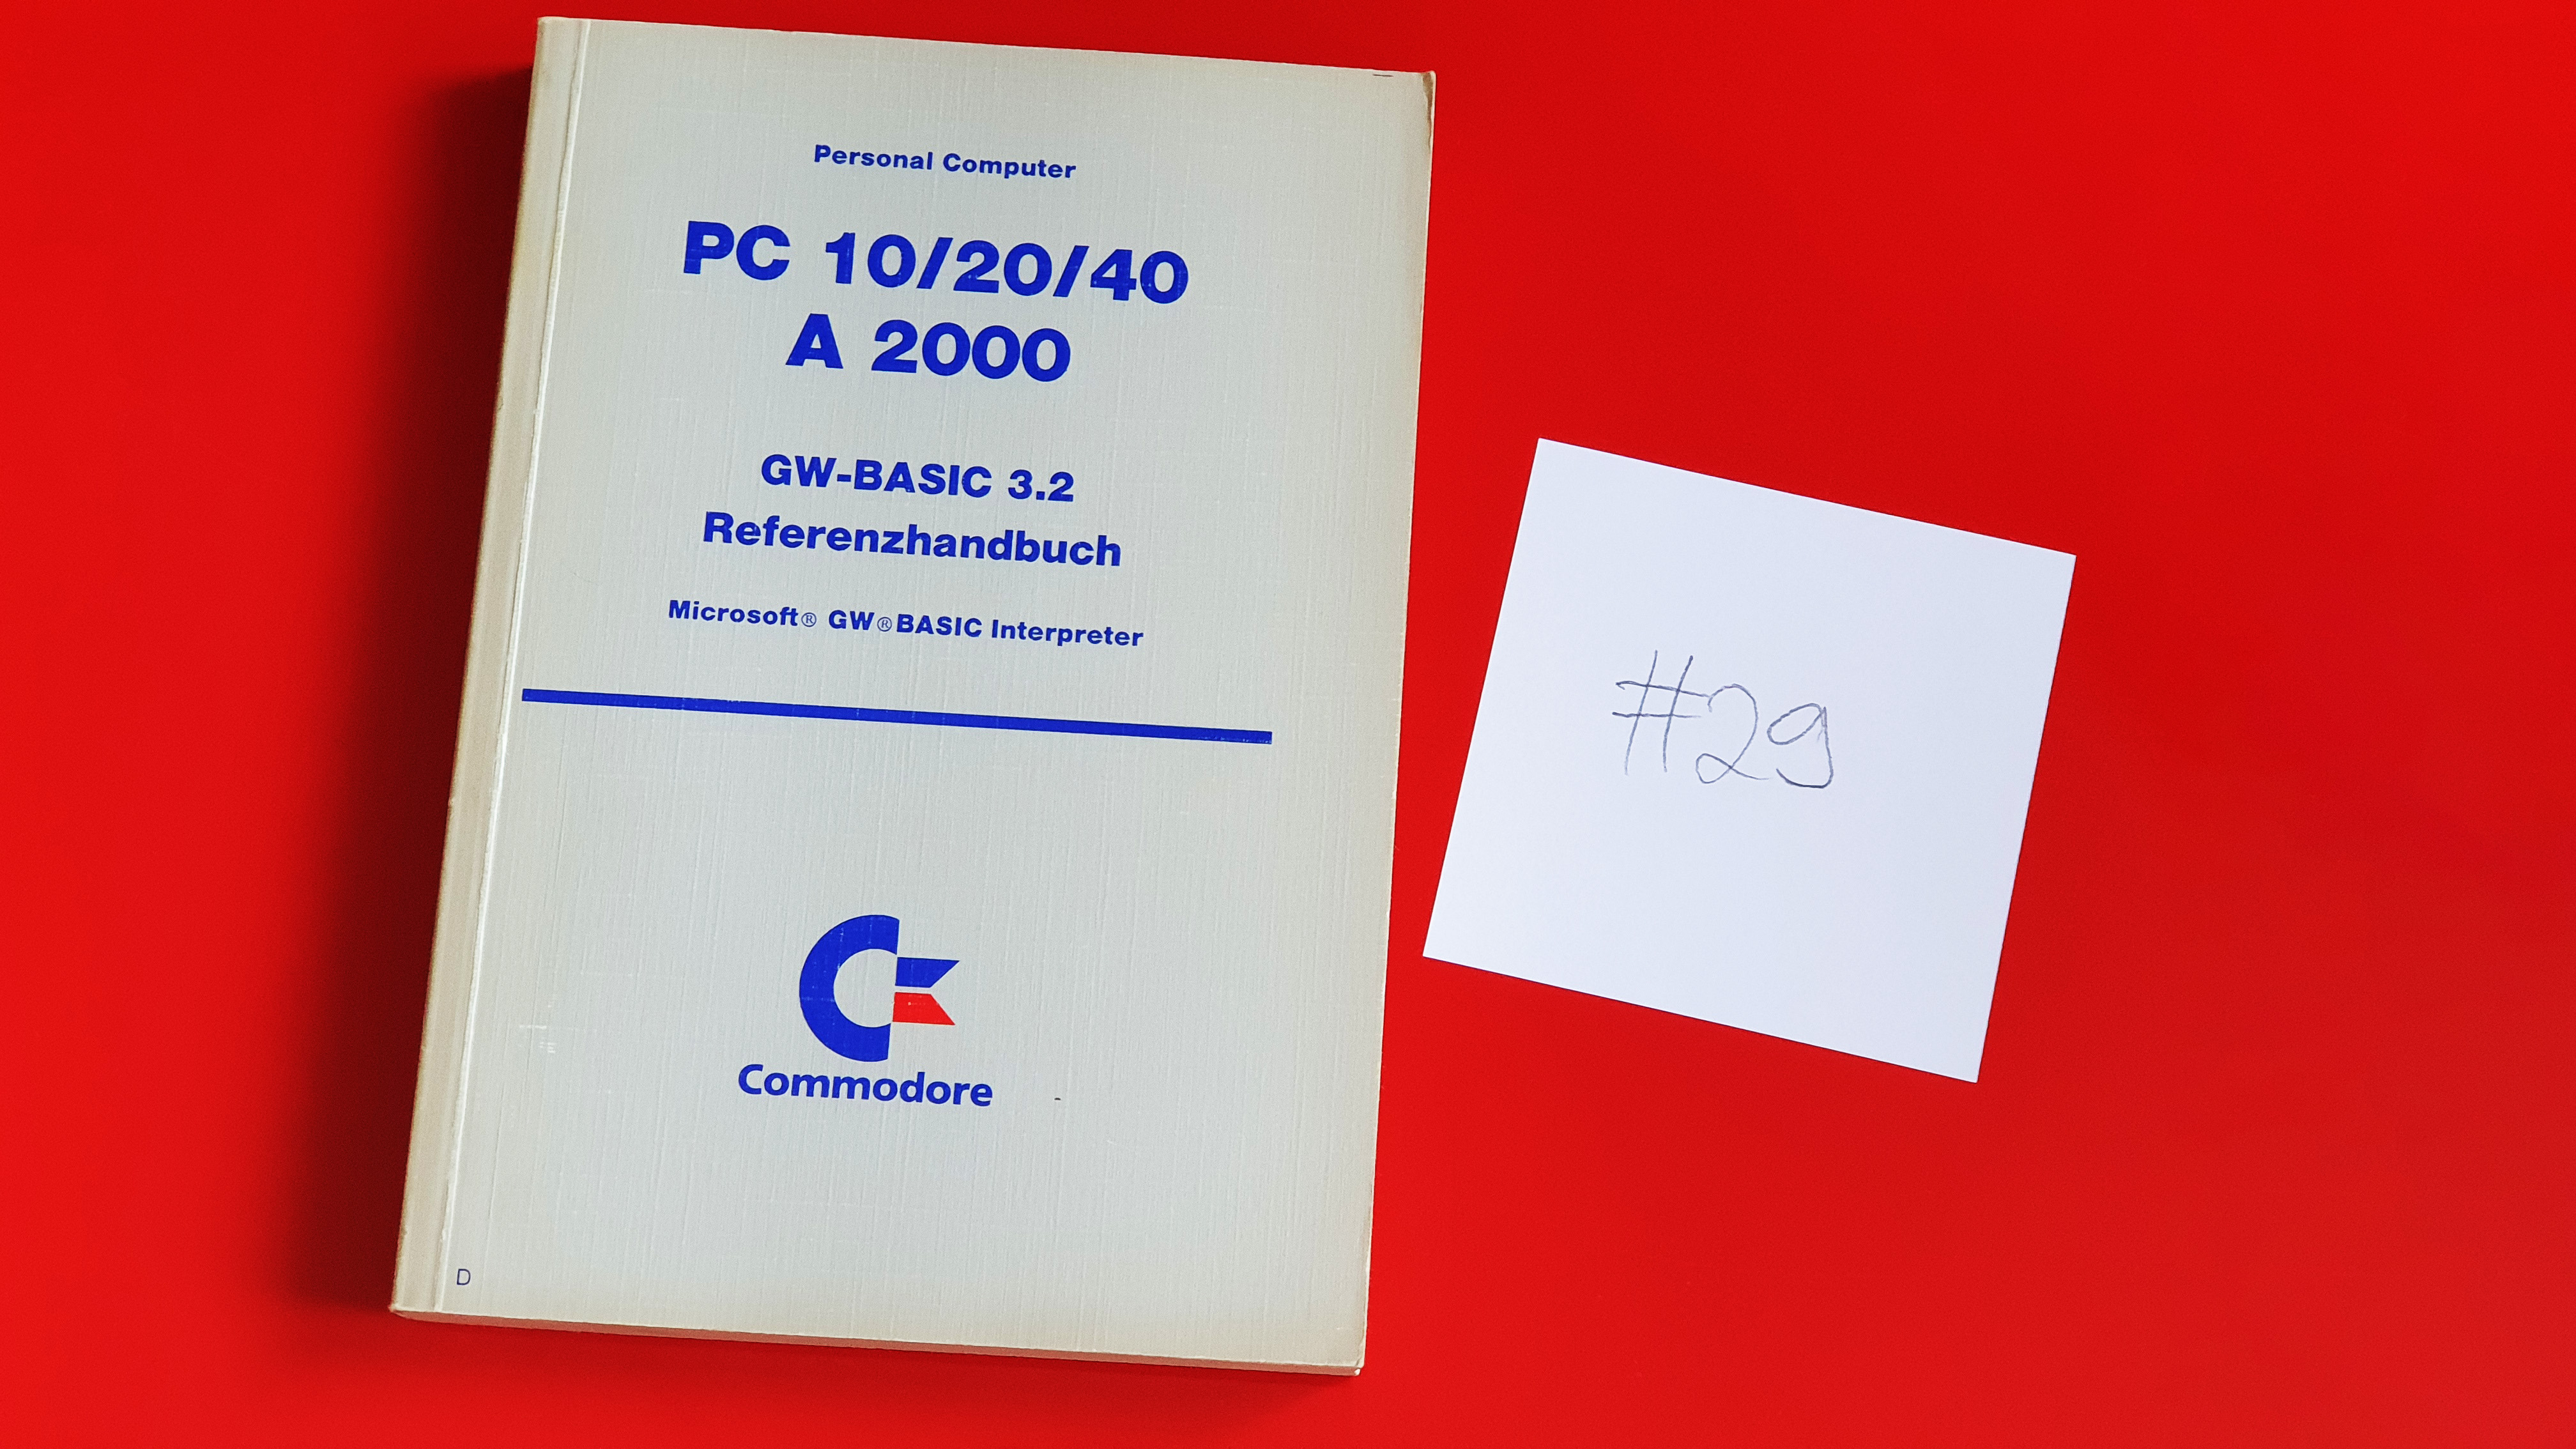 Personal Computer
PC 10/20/40
A 2000
GW-BASIC 3.2
Referenzhandbuch
Microsoft® GW®BASIC Interpreter
Commodore
D
#29